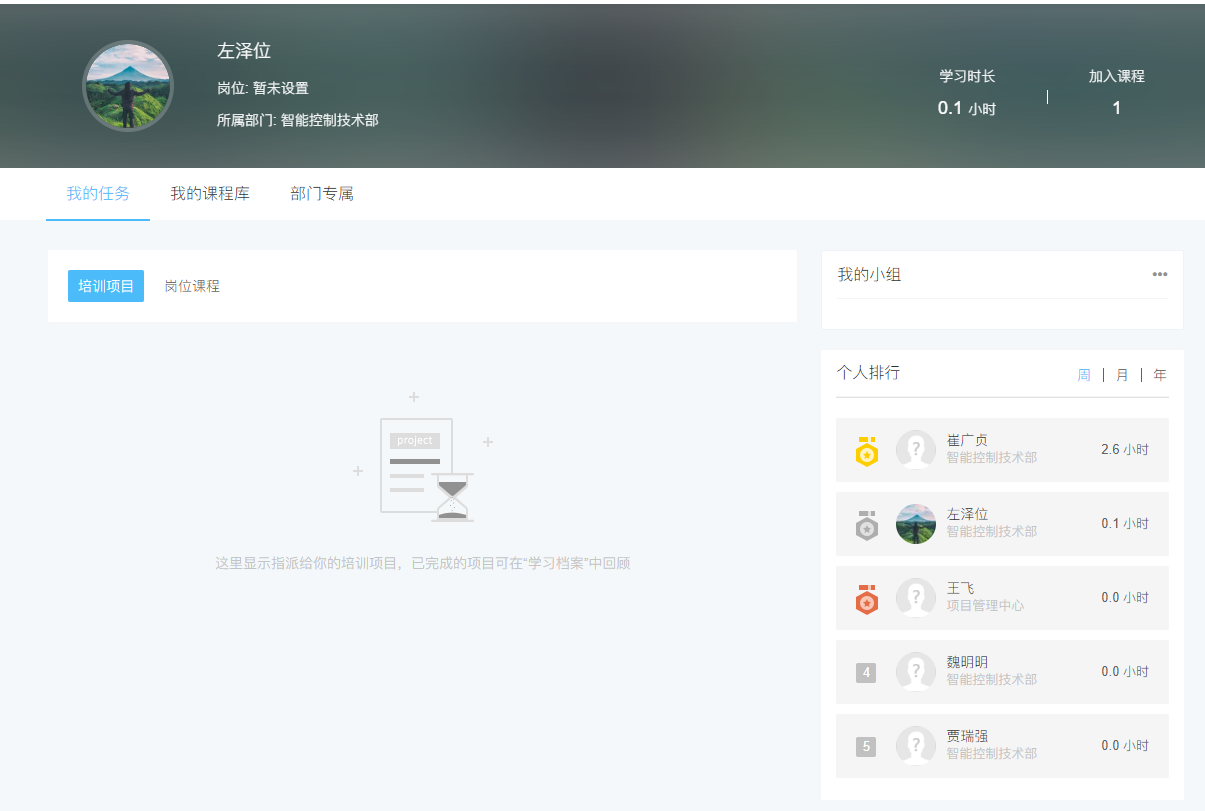 左泽位
岗位: 暂未设置
所属部门: 智能控制技术部
学习时长
0.1 小时
加入课程
1
我的任务
我的课程库
部门专属
培训项目
岗位课程
project
这里显示指派给你的培训项目，已完成的项目可在“学习档案”中回顾
我的小组
个人排行
周 | 月 | 年
崔广贞
智能控制技术部
2.6 小时
左泽位
智能控制技术部
0.1 小时
王飞
项目管理中心
0.0 小时
4
魏明明
智能控制技术部
0.0 小时
5
贾瑞强
智能控制技术部
0.0 小时